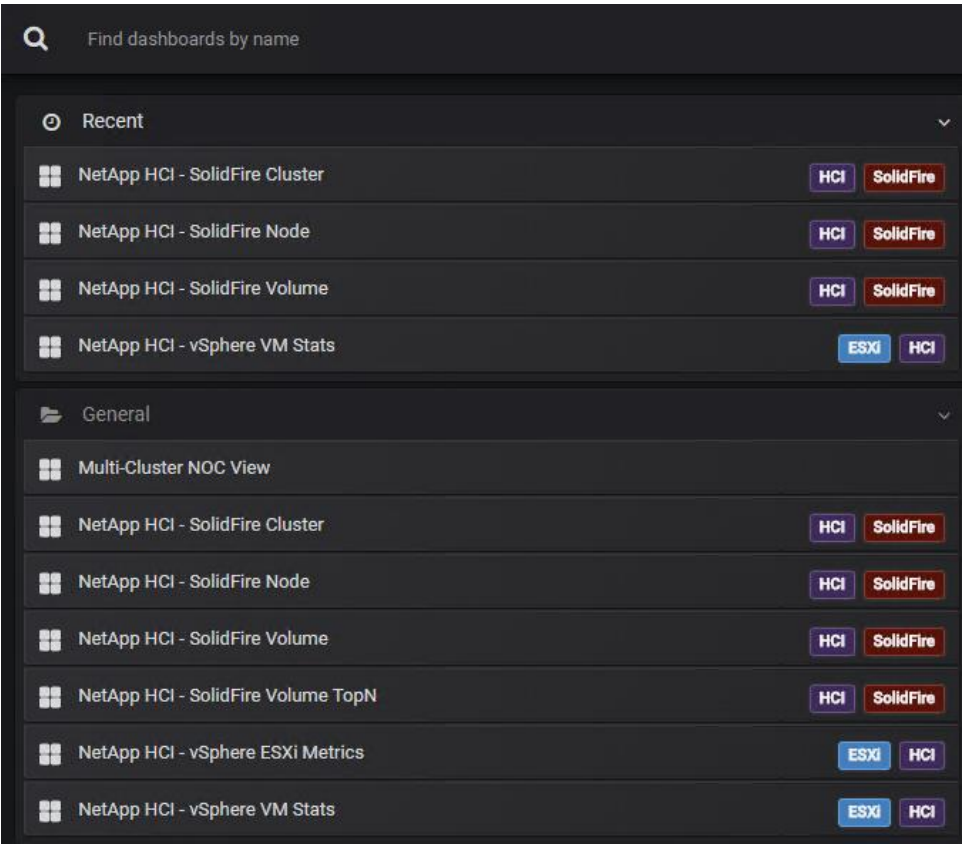 Find dashboards by name
Recent
NetApp HCI - SolidFire Cluster HCI SolidFire
NetApp HCI - SolidFire Node HCI SolidFire
NetApp HCI - SolidFire Volume HCI SolidFire
NetApp HCI - vSphere VM Stats ESXi HCI
General
Multi-Cluster NOC View
NetApp HCI - SolidFire Cluster HCI SolidFire
NetApp HCI - SolidFire Node HCI SolidFire
NetApp HCI - SolidFire Volume HCI SolidFire
NetApp HCI - SolidFire Volume TopN HCI SolidFire
NetApp HCI - vSphere ESXi Metrics ESXi HCI
NetApp HCI - vSphere VM Stats ESXi HCI